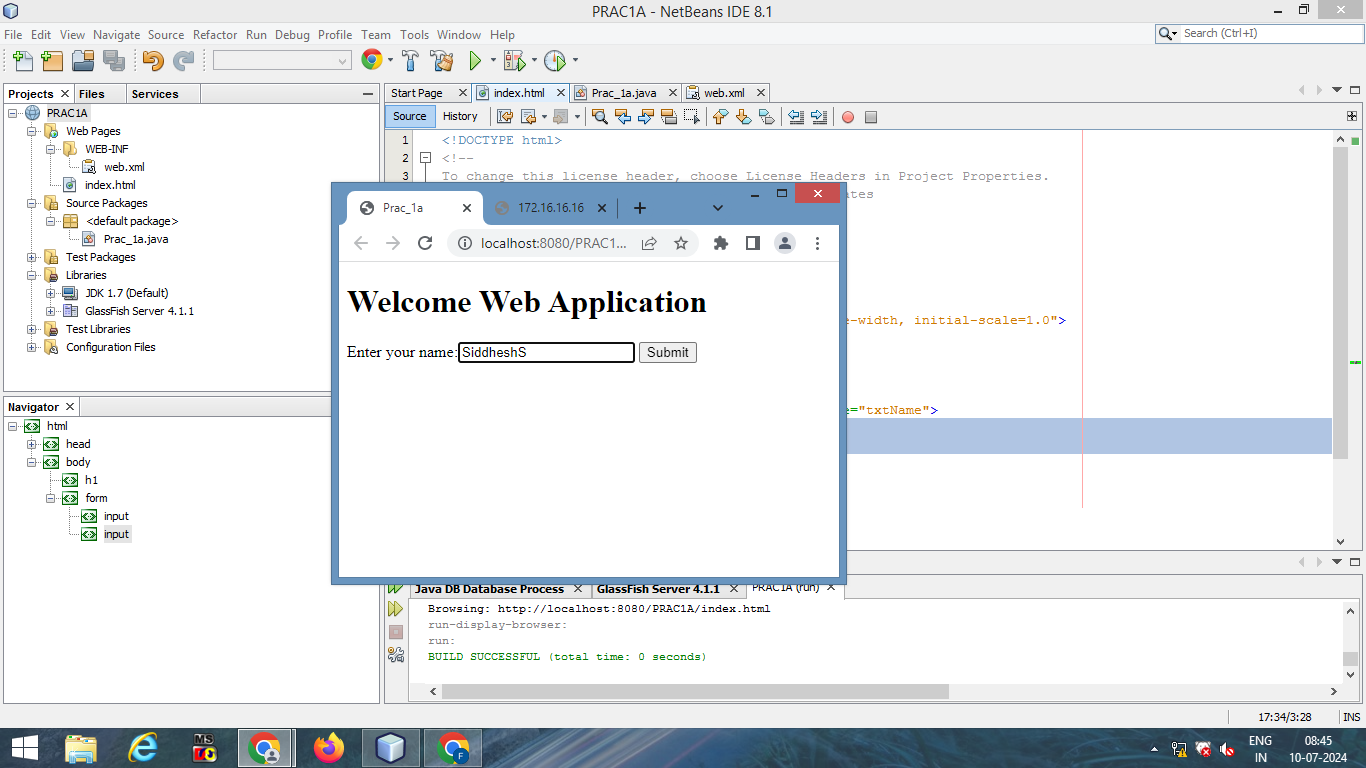 PRAC1A - NetBeans IDE 8.1
File Edit View Navigate Source Refactor Run Debug Profile Team Tools Window Help
Search (Ctrl+I)
Projects Files Services
Start Page index.html Prac_1a.java web.xml
Source History
PRAC1A
Web Pages
WEB-INF
web.xml
index.html
Source Packages
<default package>
Prac_1a.java
Test Packages
Libraries
JDK 1.7 (Default)
GlassFish Server 4.1.1
Test Libraries
Configuration Files
1 <!DOCTYPE html>
2 <!--
3 To change this license header, choose License Headers in Project Properties.
ates
e-width, initial-scale=1.0">
e="txtName">
Prac_1a 172.16.16.16
localhost:8080/PRAC1...
Welcome Web Application
Enter your name: SiddheshS Submit
Navigator
html
head
body
h1
form
input
input
Java DB Database Process GlassFish Server 4.1.1 PRAC1A (run)
Browsing: http://localhost:8080/PRAC1A/index.html
run-display-browser:
run:
BUILD SUCCESSFUL (total time: 0 seconds)
17:34/3:28 INS
MS
F
ENG
IN
08:45
10-07-2024